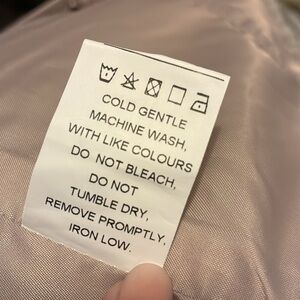 COLD GENTLE
MACHINE WASH,
WITH LIKE COLOURS
DO NOT BLEACH,
DO NOT
TUMBLE DRY,
REMOVE PROMPTLY,
IRON LOW.